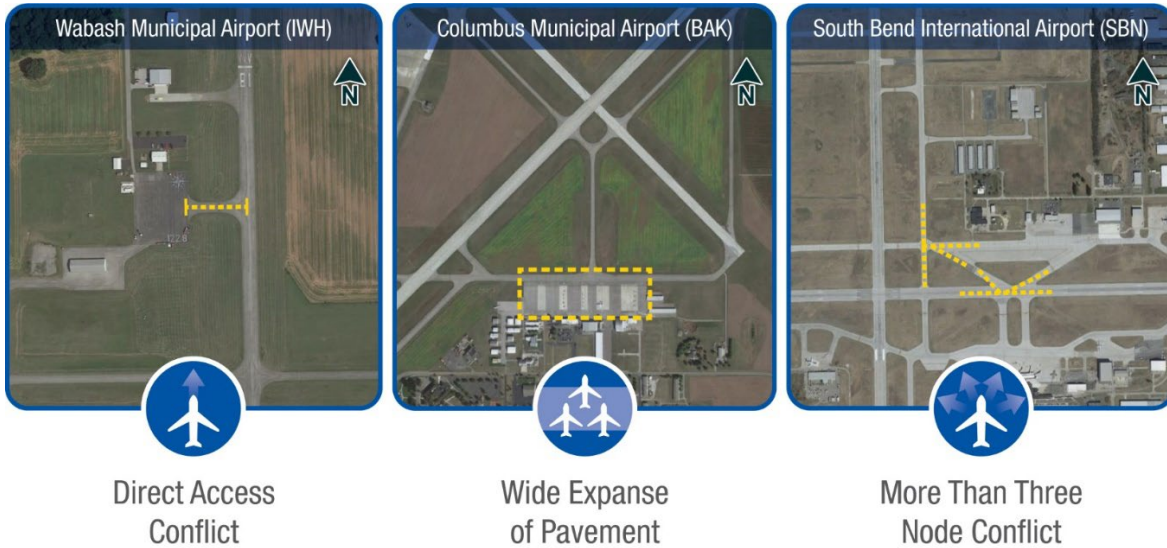 Wabash Municipal Airport (IWH)
Columbus Municipal Airport (BAK)
South Bend International Airport (SBN)
N
N
N
Direct Access
Conflict
Wide Expanse
of Pavement
More Than Three
Node Conflict